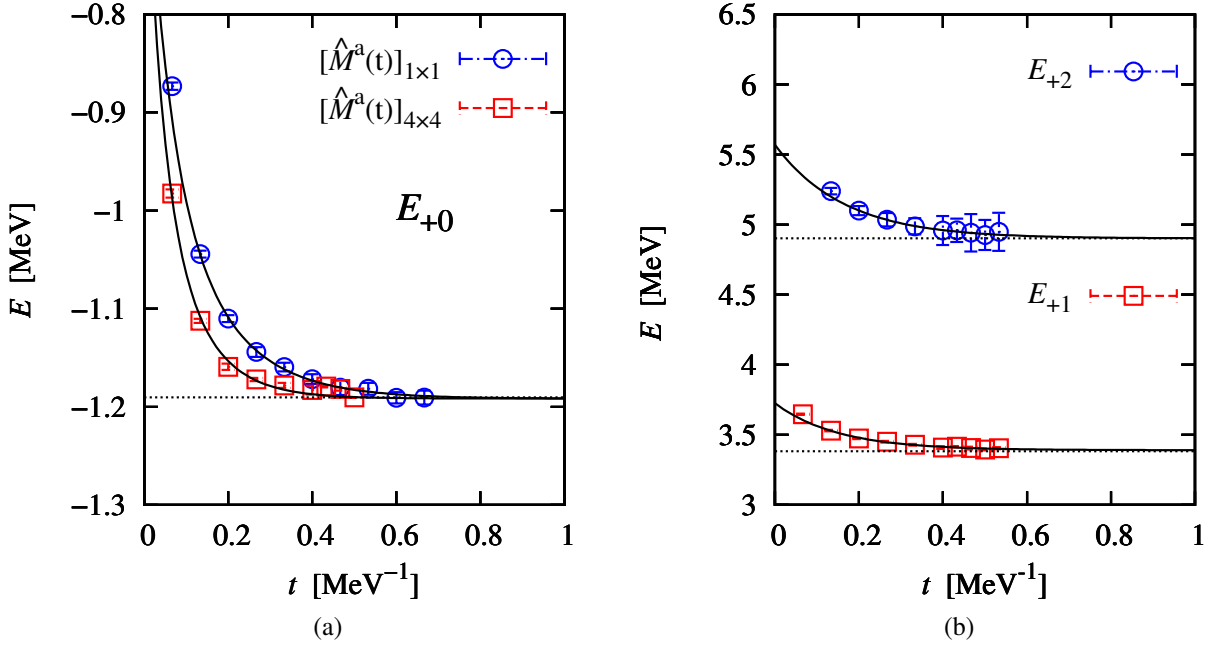 −0.8
−0.9
−1
−1.1
−1.2
−1.3
E [MeV]
[M̂ᵃ(t)]₁ₓ₁
[M̂ᵃ(t)]₄ₓ₄
E₊₀
0 0.2 0.4 0.6 0.8 1
t [MeV⁻¹]
(a)
6.5
6
5.5
5
4.5
4
3.5
3
E [MeV]
E₊₂
E₊₁
0 0.2 0.4 0.6 0.8 1
t [MeV⁻¹]
(b)